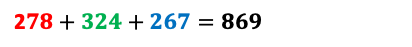 278 + 324 + 267 = 869